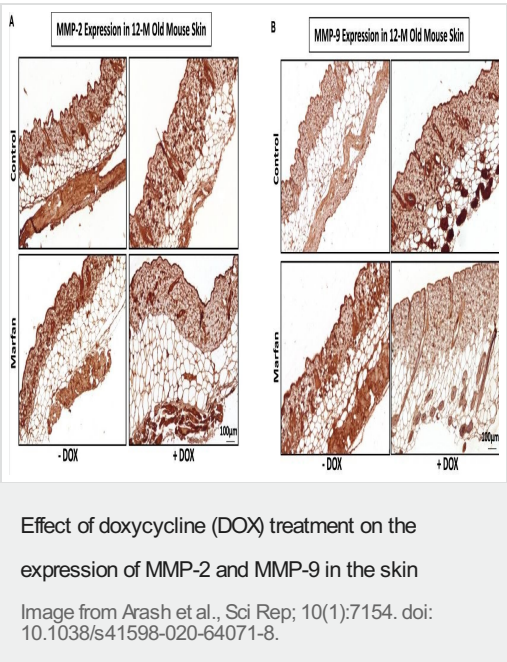 A
MMP-2 Expression in 12-M Old Mouse Skin
B
MMP-9 Expression in 12-M Old Mouse Skin
Control
Control
Marfan
Marfan
100µm
100µm
- DOX
+ DOX
- DOX
+ DOX
Effect of doxycycline (DOX) treatment on the
expression of MMP-2 and MMP-9 in the skin
Image from Arash et al., Sci Rep; 10(1):7154. doi:
10.1038/s41598-020-64071-8.